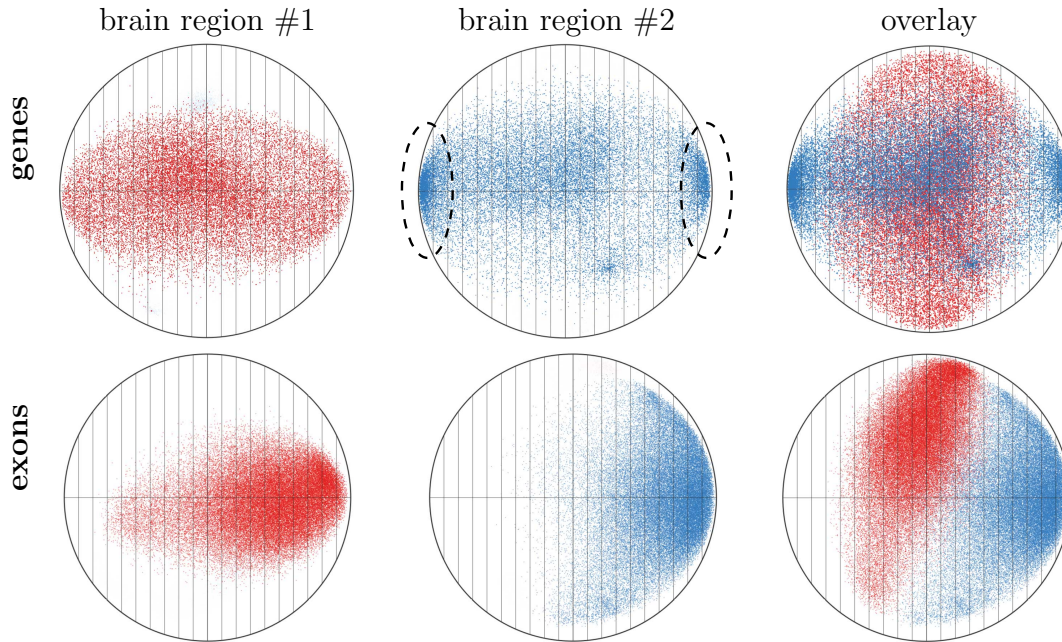 brain region #1
brain region #2
overlay
genes
exons